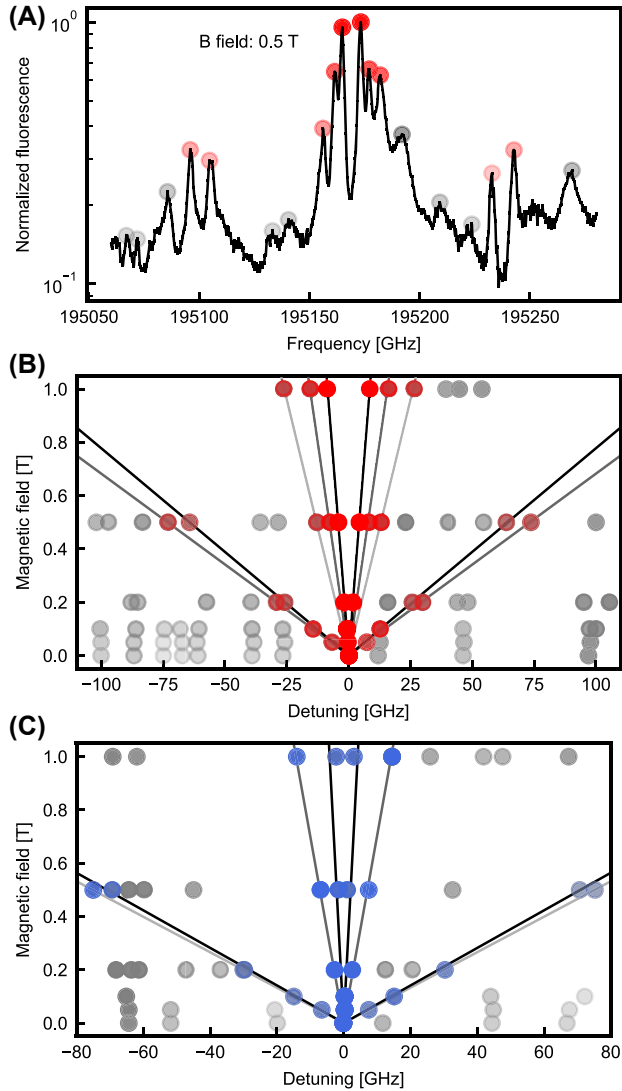 (A)
B field: 0.5 T
Normalized fluorescence
10⁰
10⁻¹
195050 195100 195150 195200 195250
Frequency [GHz]
(B)
Magnetic field [T]
1.0
0.8
0.6
0.4
0.2
0.0
−100 −75 −50 −25 0 25 50 75 100
Detuning [GHz]
(C)
Magnetic field [T]
1.0
0.8
0.6
0.4
0.2
0.0
−80 −60 −40 −20 0 20 40 60 80
Detuning [GHz]